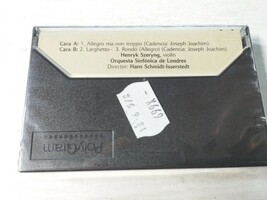 Cara A: 1. Allegro ma non troppo (Cadencia: Joseph Joachim)
Cara B: 2. Larghetto - 3. Rondó (Allegro) (Cadencia: Joseph Joachim)
Henryk Szeryng, violín
Orquesta Sinfónica de Londres
Director: Hans Schmidt-Isserstedt
PolyGram